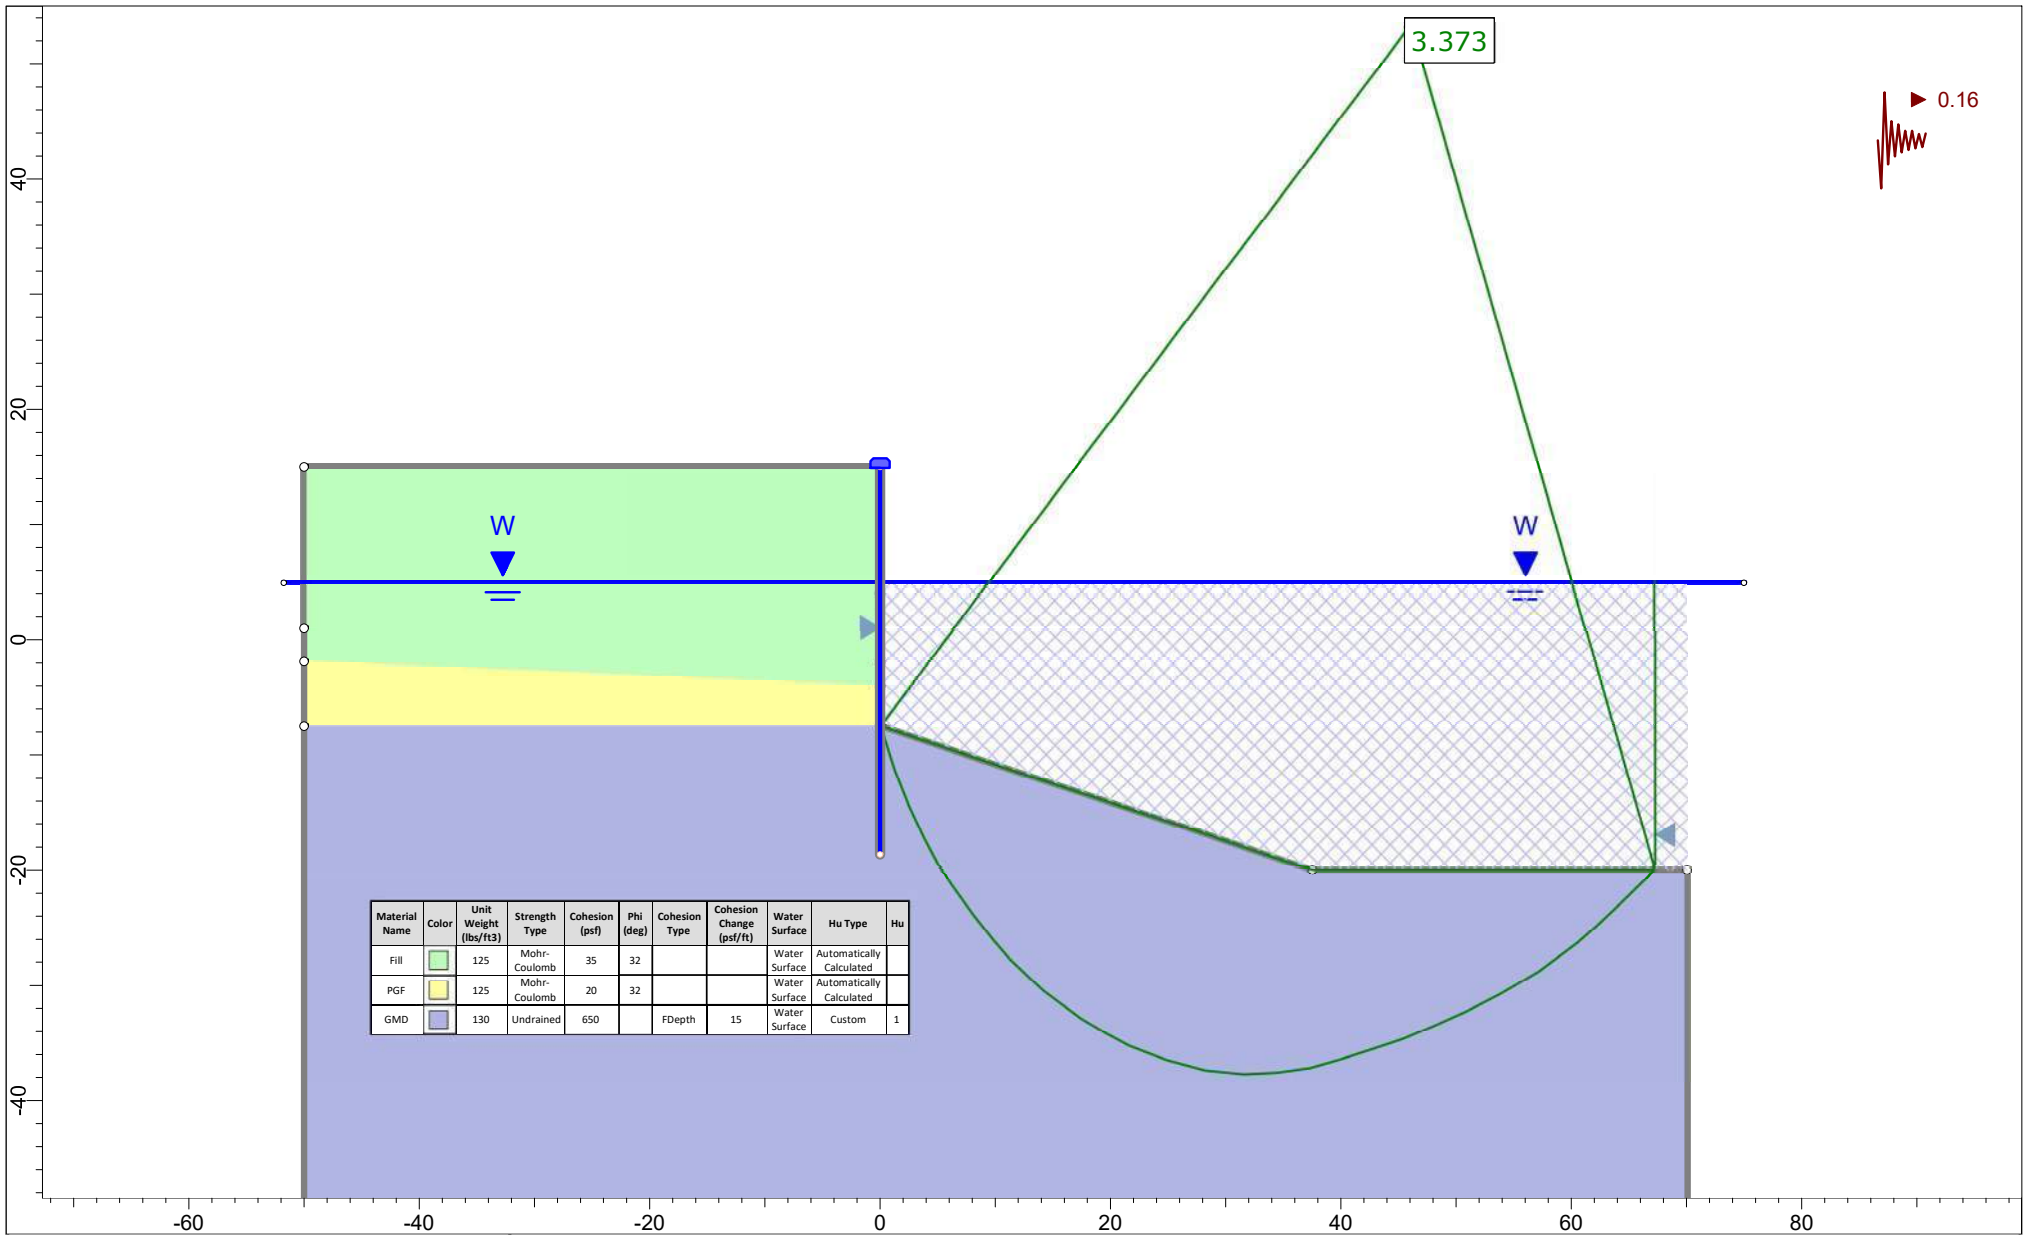 3.373
0.16
40
20
0
-20
-40
W
W
Material Name Color Unit Weight (lbs/ft3) Strength Type Cohesion (psf) Phi (deg) Cohesion Type Cohesion Change (psf/ft) Water Surface Hu Type Hu
Fill 125 Mohr-Coulomb 35 32 Water Surface Automatically Calculated
PGF 125 Mohr-Coulomb 20 32 Water Surface Automatically Calculated
GMD 130 Undrained 650 FDepth 15 Water Surface Custom 1
-60 -40 -20 0 20 40 60 80